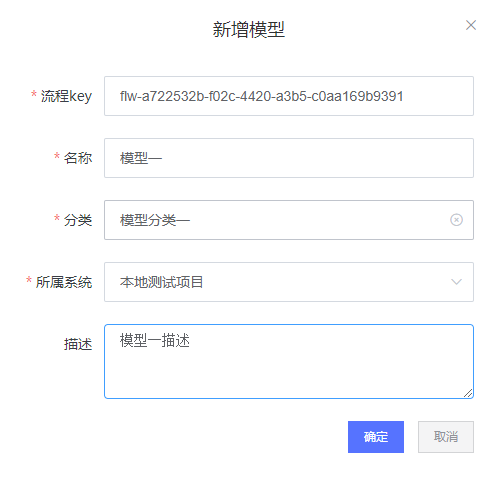 新增模型
* 流程key flw-a722532b-f02c-4420-a3b5-c0aa169b9391
* 名称 模型一
* 分类 模型分类一
* 所属系统 本地测试项目
描述 模型一描述
确定 取消